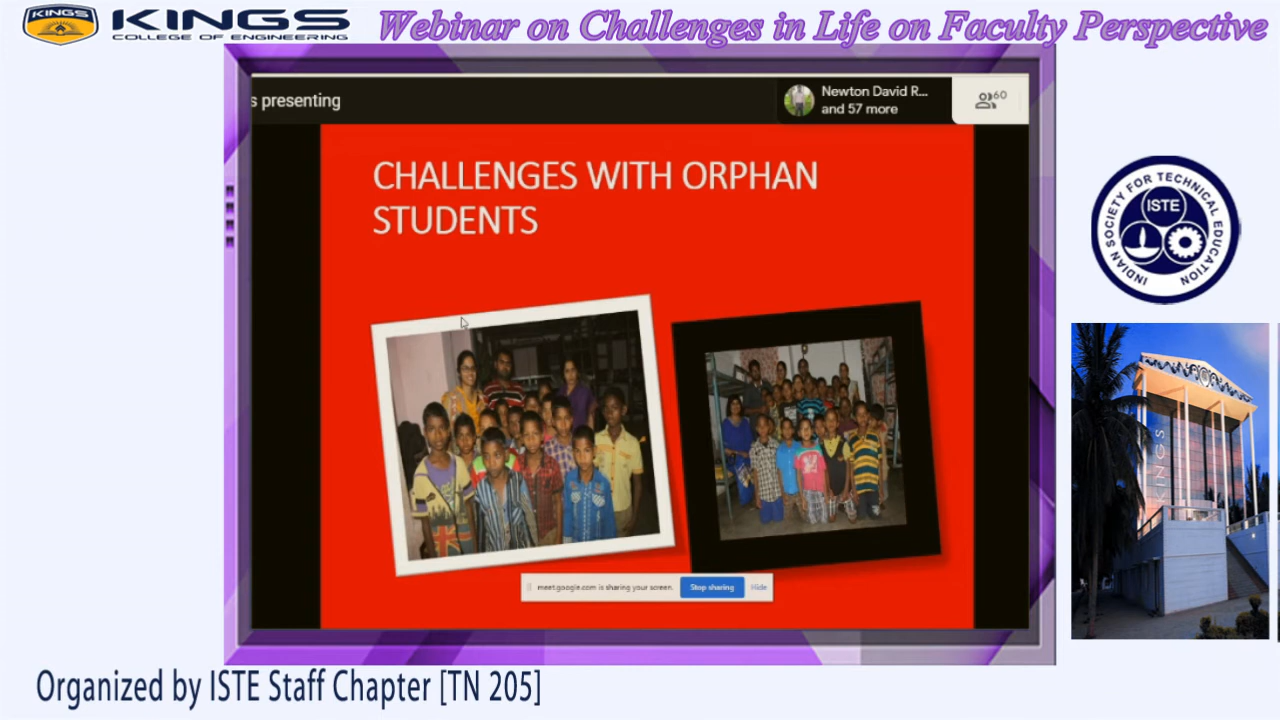 KINGS
KINGS
COLLEGE OF ENGINEERING
Webinar on Challenges in Life on Faculty Perspective
s presenting
Newton David R...
and 57 more
60
CHALLENGES WITH ORPHAN
STUDENTS
meet.google.com is sharing your screen.
Stop sharing
Hide
INDIAN SOCIETY FOR TECHNICAL EDUCATION
ISTE
KINGS
Organized by ISTE Staff Chapter [TN 205]